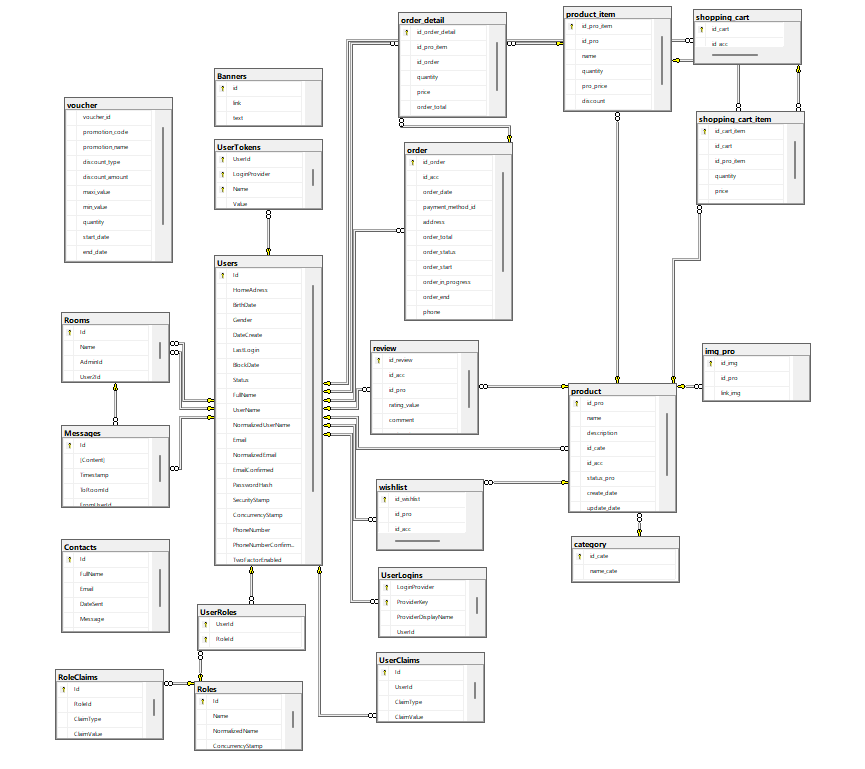 order_detail
id_order_detail
id_pro_item
id_order
quantity
price
order_total
product_item
id_pro_item
id_pro
name
quantity
pro_price
discount
shopping_cart
id_cart
id_acc
Banners
id
link
text
voucher
voucher_id
promotion_code
promotion_name
discount_type
discount_amount
maxi_value
min_value
quantity
start_date
end_date
shopping_cart_item
id_cart_item
id_cart
id_pro_item
quantity
price
UserTokens
UserId
LoginProvider
Name
Value
order
id_order
id_acc
order_date
payment_method_id
address
order_total
order_status
order_start
order_in_progress
order_end
phone
Users
Id
HomeAdress
BirthDate
Gender
DateCreate
LastLogin
BlockDate
Status
FullName
UserName
NormalizedUserName
Email
NormalizedEmail
EmailConfirmed
PasswordHash
SecurityStamp
ConcurrencyStamp
PhoneNumber
PhoneNumberConfirm...
TwoFactorEnabled
Rooms
Id
Name
AdminId
User2Id
review
id_review
id_acc
id_pro
rating_value
comment
img_pro
id_img
id_pro
link_img
product
id_pro
name
description
id_cate
id_acc
status_pro
create_date
update_date
Messages
Id
[Content]
Timestamp
ToRoomId
FromUserId
wishlist
id_wishlist
id_pro
id_acc
category
id_cate
name_cate
Contacts
Id
FullName
Email
DateSent
Message
UserLogins
LoginProvider
ProviderKey
ProviderDisplayName
UserId
UserRoles
UserId
RoleId
UserClaims
Id
UserId
ClaimType
ClaimValue
RoleClaims
Id
RoleId
ClaimType
ClaimValue
Roles
Id
Name
NormalizedName
ConcurrencyStamp